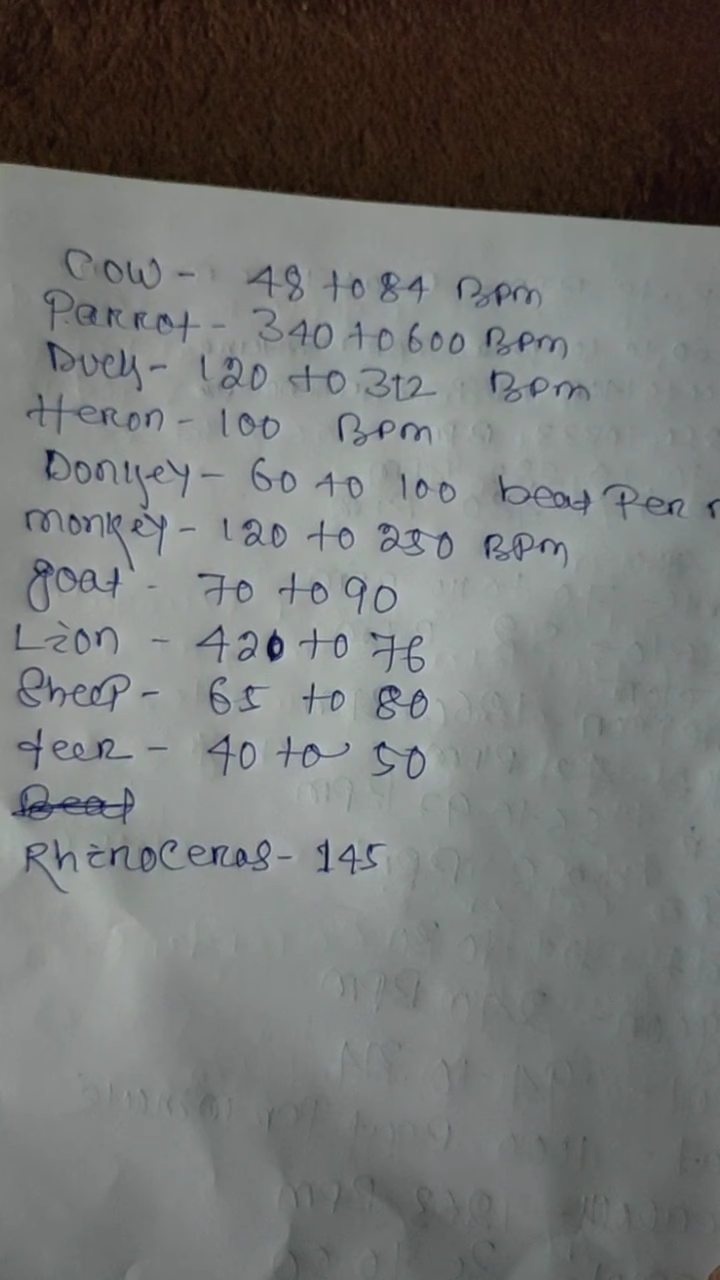 Cow - 48 to 84 Bpm
Parrot - 340 to 600 Bpm
Duck - 120 to 312 Bpm
Heron - 100 Bpm
Donkey - 60 to 100 beat Per
monkey - 120 to 250 BPm
goat - 70 to 90
Lion - 420 to 76
Sheep - 65 to 80
deer - 40 to 50
Rhinoceros - 145